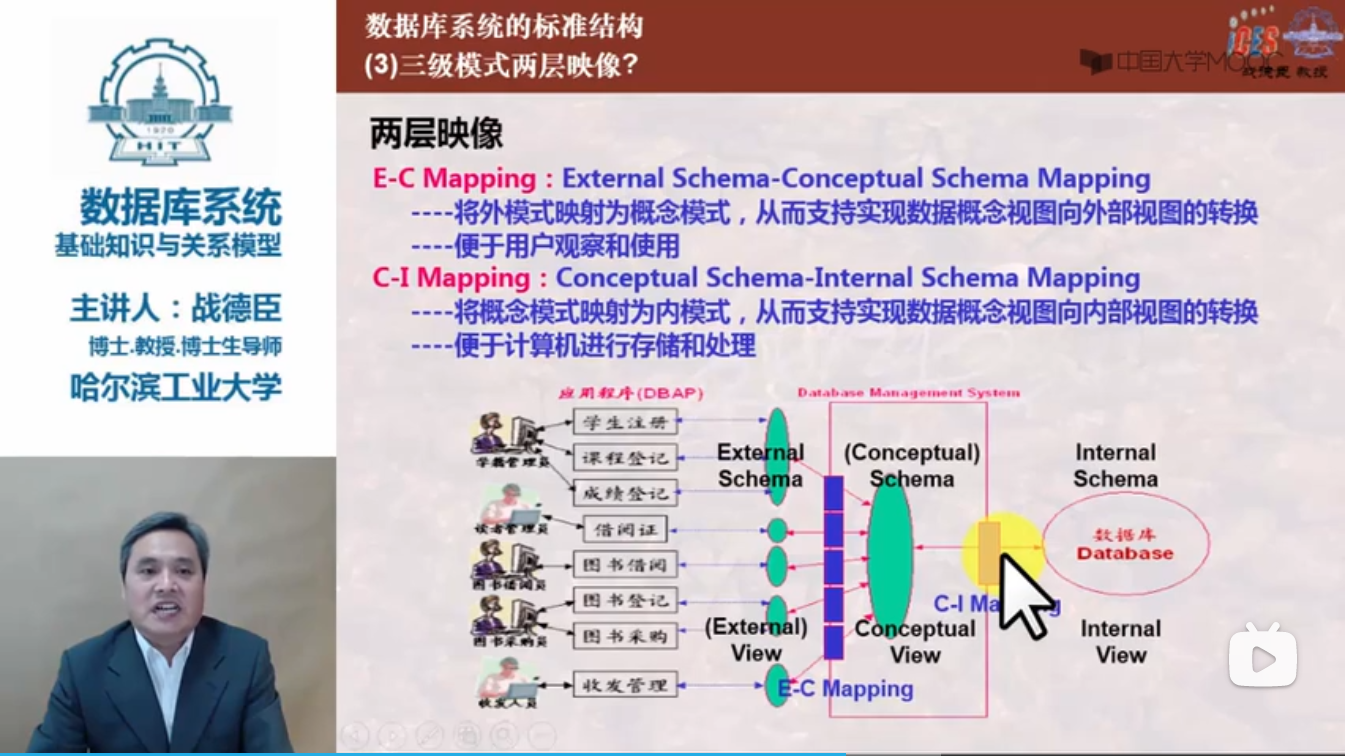 数据库系统的标准结构
(3)三级模式两层映像?
中国大学MOOC
战德臣 教授
1920
HIT
数据库系统
基础知识与关系模型
主讲人：战德臣
博士.教授.博士生导师
哈尔滨工业大学
两层映像
E-C Mapping：External Schema-Conceptual Schema Mapping
----将外模式映射为概念模式，从而支持实现数据概念视图向外部视图的转换
----便于用户观察和使用
C-I Mapping：Conceptual Schema-Internal Schema Mapping
----将概念模式映射为内模式，从而支持实现数据概念视图向内部视图的转换
----便于计算机进行存储和处理
应用程序(DBAP)
Database Management System
学籍管理员
学生注册
课程登记
成绩登记
读者管理员
借阅证
图书借阅员
图书借阅
图书采购员
图书登记
图书采购
收发人员
收发管理
External
Schema
(Conceptual)
Schema
Internal
Schema
数据库
Database
(External)
View
Conceptual
View
Internal
View
E-C Mapping
C-I Ma
g